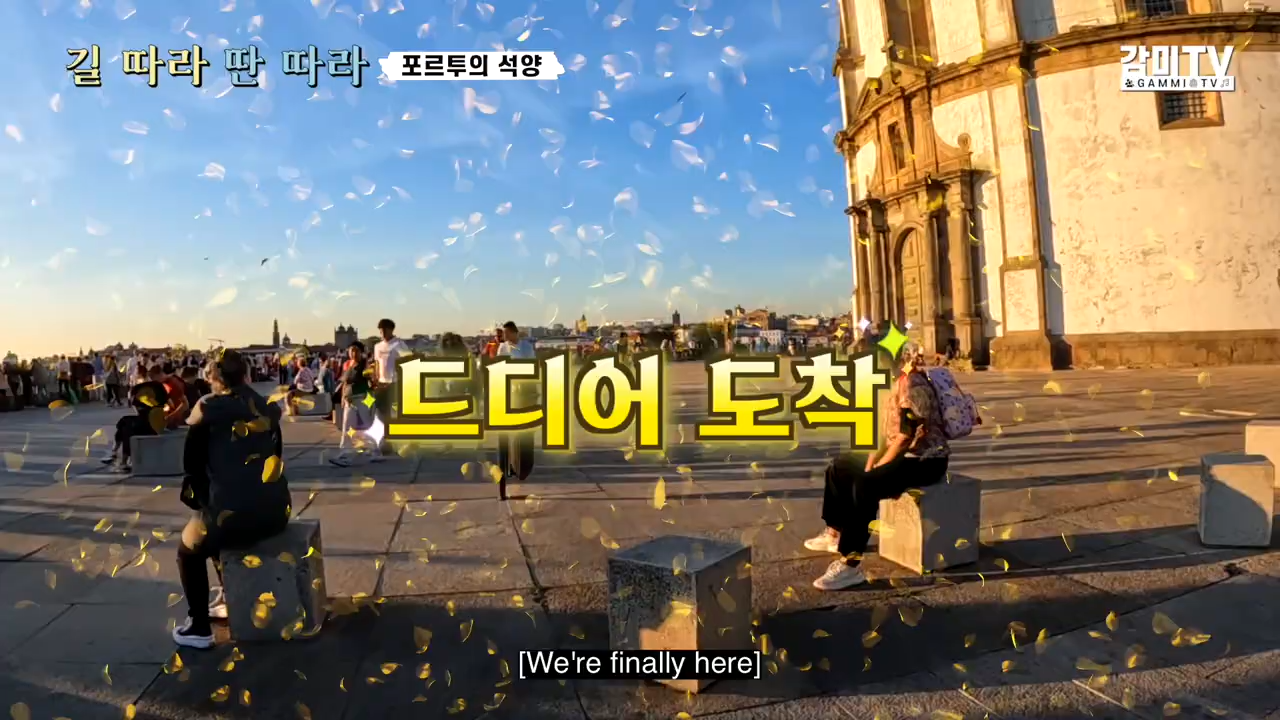 길 따라 딴 따라
포르투의 석양
감미TV
GAMMI TV
드디어 도착
[We're finally here]